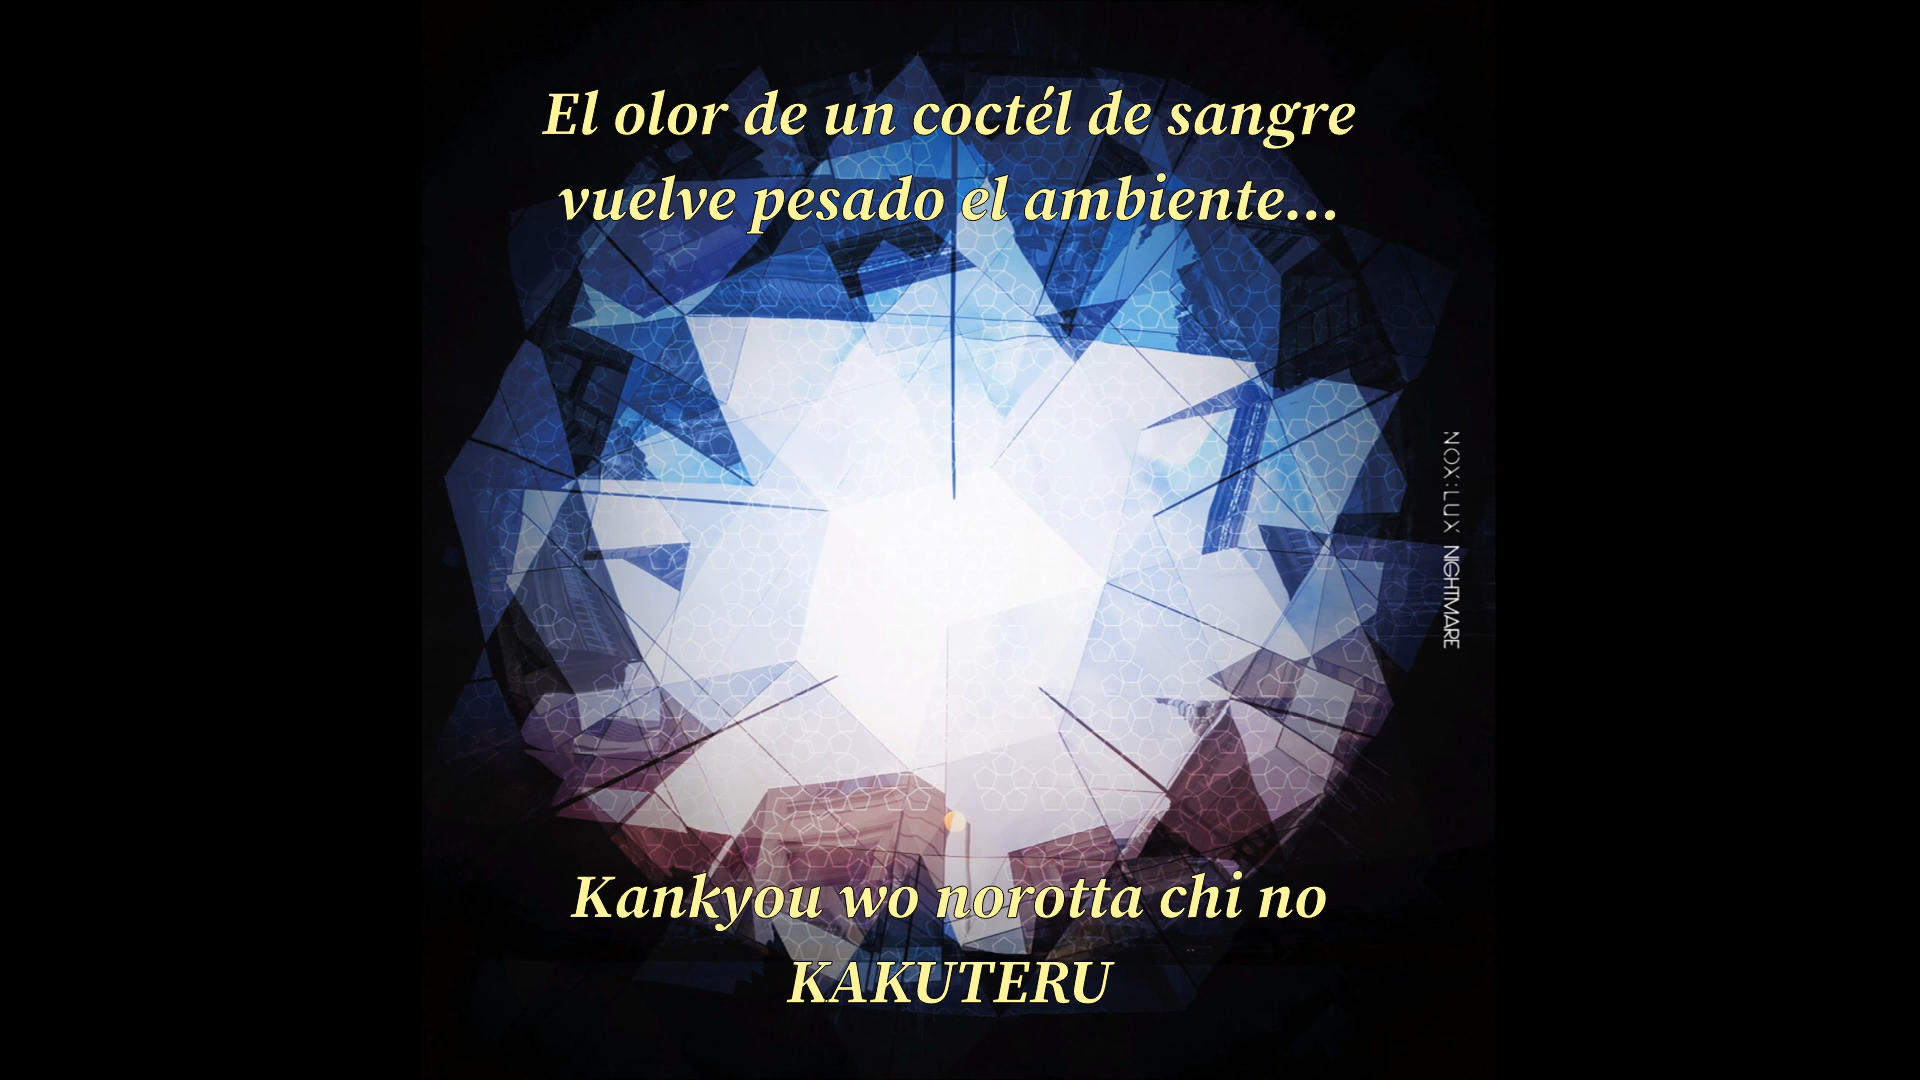 El olor de un coctél de sangre
vuelve pesado el ambiente...
NOX:LUX NIGHTMARE
Kankyou wo norotta chi no
KAKUTERU